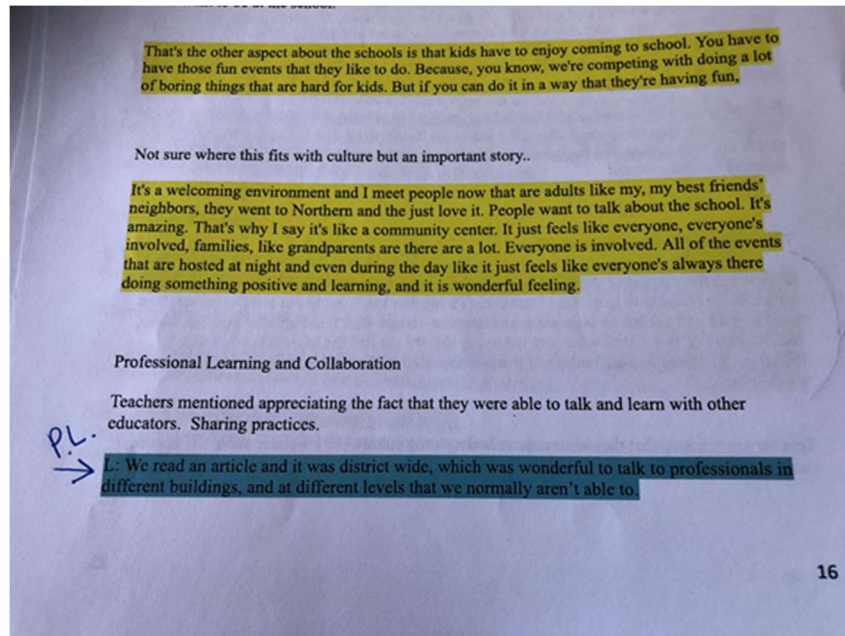 That's the other aspect about the schools is that kids have to enjoy coming to school. You have to
have those fun events that they like to do. Because, you know, we're competing with doing a lot
of boring things that are hard for kids. But if you can do it in a way that they're having fun,
Not sure where this fits with culture but an important story..
It's a welcoming environment and I meet people now that are adults like my, my best friends'
neighbors, they went to Northern and the just love it. People want to talk about the school. It's
amazing. That's why I say it's like a community center. It just feels like everyone, everyone's
involved, families, like grandparents are there are a lot. Everyone is involved. All of the events
that are hosted at night and even during the day like it just feels like everyone's always there
doing something positive and learning, and it is wonderful feeling.
Professional Learning and Collaboration
Teachers mentioned appreciating the fact that they were able to talk and learn with other
educators. Sharing practices.
P.L.
L: We read an article and it was district wide, which was wonderful to talk to professionals in
different buildings, and at different levels that we normally aren't able to.
16